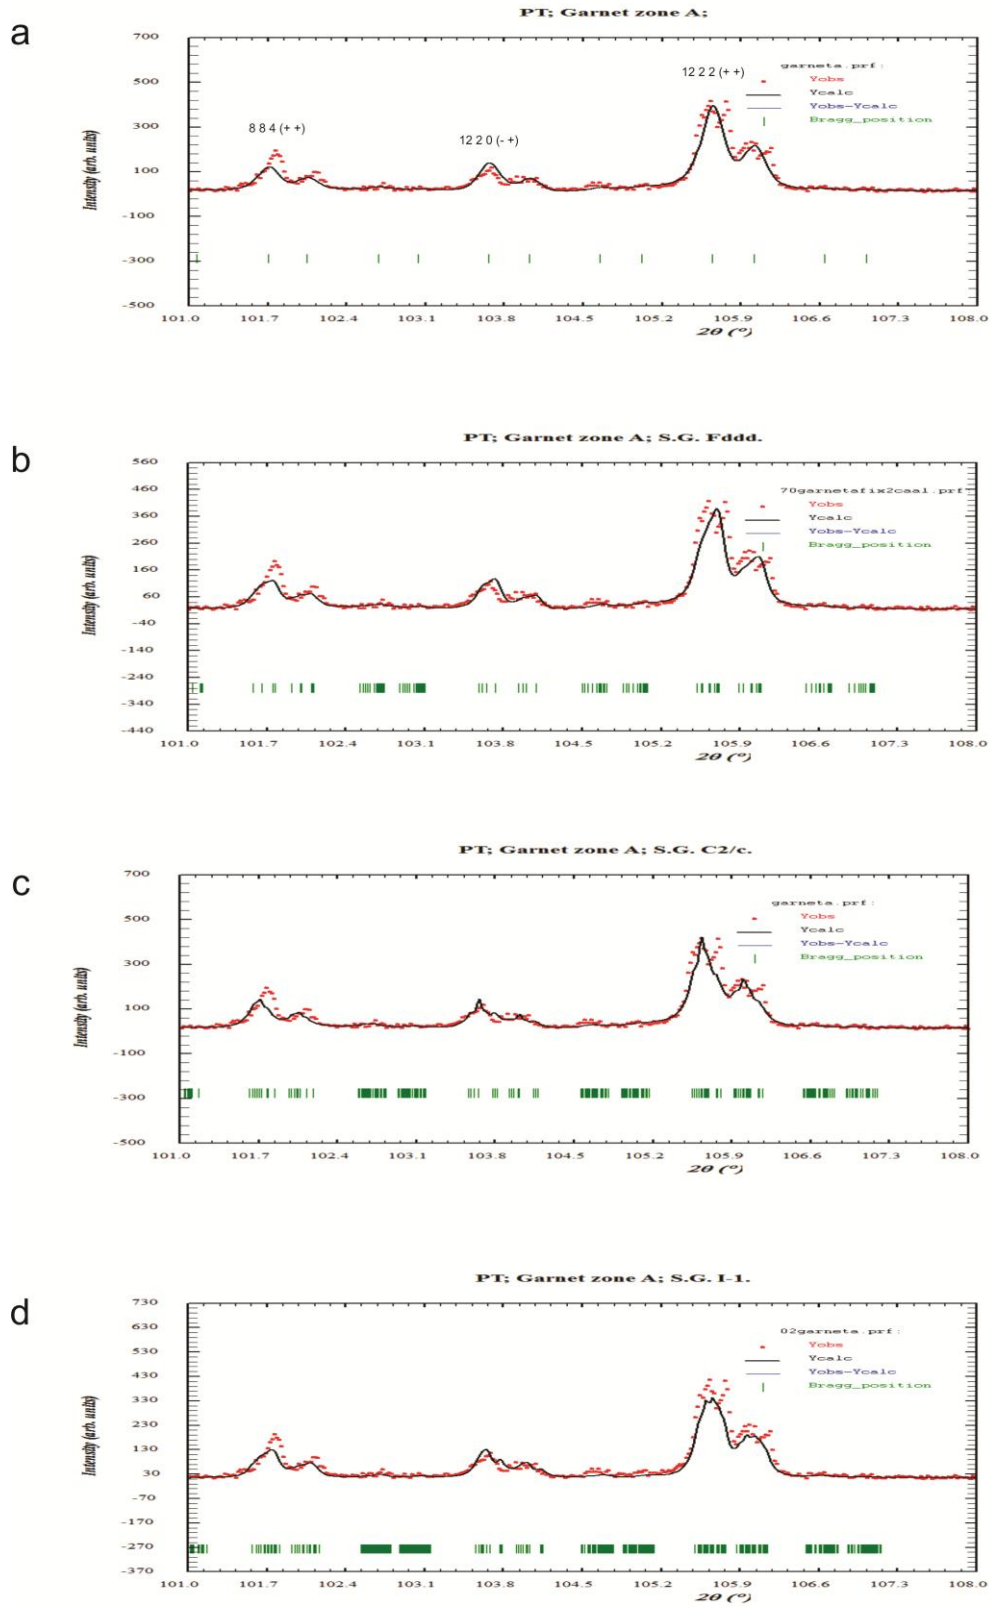 a
PT; Garnet zone A;
700
500
300
100
-100
-300
-500
Intensity (arb. units)
8 8 4 (+ +)
12 2 0 (- +)
12 2 2 (+ +)
garneta.prf:
Yobs
Ycalc
Yobs-Ycalc
Bragg_position
101.0 101.7 102.4 103.1 103.8 104.5 105.2 105.9 106.6 107.3 108.0
2θ (°)
b
PT; Garnet zone A; S.G. Fddd.
560
460
360
260
160
60
-40
-140
-240
-340
-440
Intensity (arb. units)
70garnetafix2caal.prf
Yobs
Ycalc
Yobs-Ycalc
Bragg_position
101.0 101.7 102.4 103.1 103.8 104.5 105.2 105.9 106.6 107.3 108.0
2θ (°)
c
PT; Garnet zone A; S.G. C2/c.
700
500
300
100
-100
-300
-500
Intensity (arb. units)
garneta.prf:
Yobs
Ycalc
Yobs-Ycalc
Bragg_position
101.0 101.7 102.4 103.1 103.8 104.5 105.2 105.9 106.6 107.3 108.0
2θ (°)
d
PT; Garnet zone A; S.G. I-1.
730
630
530
430
330
230
130
30
-70
-170
-270
-370
Intensity (arb. units)
02garneta.prf:
Yobs
Ycalc
Yobs-Ycalc
Bragg_position
101.0 101.7 102.4 103.1 103.8 104.5 105.2 105.9 106.6 107.3 108.0
2θ (°)